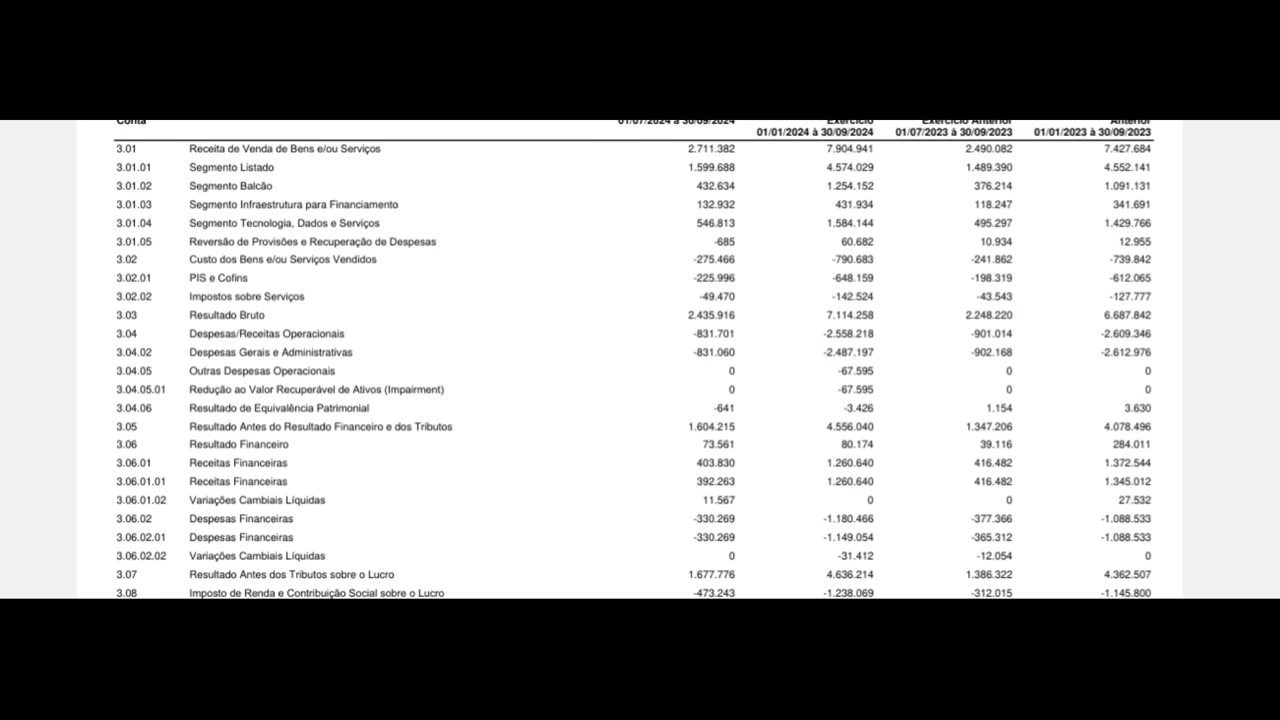 Conta 01/07/2024 à 30/09/2024 Exercício Exercício Anterior Anterior
01/01/2024 à 30/09/2024 01/07/2023 à 30/09/2023 01/01/2023 à 30/09/2023
3.01 Receita de Venda de Bens e/ou Serviços 2.711.382 7.904.941 2.490.082 7.427.684
3.01.01 Segmento Listado 1.599.688 4.574.029 1.489.390 4.552.141
3.01.02 Segmento Balcão 432.634 1.254.152 376.214 1.091.131
3.01.03 Segmento Infraestrutura para Financiamento 132.932 431.934 118.247 341.691
3.01.04 Segmento Tecnologia, Dados e Serviços 546.813 1.584.144 495.297 1.429.766
3.01.05 Reversão de Provisões e Recuperação de Despesas -685 60.682 10.934 12.955
3.02 Custo dos Bens e/ou Serviços Vendidos -275.466 -790.683 -241.862 -739.842
3.02.01 PIS e Cofins -225.996 -648.159 -198.319 -612.065
3.02.02 Impostos sobre Serviços -49.470 -142.524 -43.543 -127.777
3.03 Resultado Bruto 2.435.916 7.114.258 2.248.220 6.687.842
3.04 Despesas/Receitas Operacionais -831.701 -2.558.218 -901.014 -2.609.346
3.04.02 Despesas Gerais e Administrativas -831.060 -2.487.197 -902.168 -2.612.976
3.04.05 Outras Despesas Operacionais 0 -67.595 0 0
3.04.05.01 Redução ao Valor Recuperável de Ativos (Impairment) 0 -67.595 0 0
3.04.06 Resultado de Equivalência Patrimonial -641 -3.426 1.154 3.630
3.05 Resultado Antes do Resultado Financeiro e dos Tributos 1.604.215 4.556.040 1.347.206 4.078.496
3.06 Resultado Financeiro 73.561 80.174 39.116 284.011
3.06.01 Receitas Financeiras 403.830 1.260.640 416.482 1.372.544
3.06.01.01 Receitas Financeiras 392.263 1.260.640 416.482 1.345.012
3.06.01.02 Variações Cambiais Líquidas 11.567 0 0 27.532
3.06.02 Despesas Financeiras -330.269 -1.180.466 -377.366 -1.088.533
3.06.02.01 Despesas Financeiras -330.269 -1.149.054 -365.312 -1.088.533
3.06.02.02 Variações Cambiais Líquidas 0 -31.412 -12.054 0
3.07 Resultado Antes dos Tributos sobre o Lucro 1.677.776 4.636.214 1.386.322 4.362.507
3.08 Imposto de Renda e Contribuição Social sobre o Lucro -473.243 -1.238.069 -312.015 -1.145.800